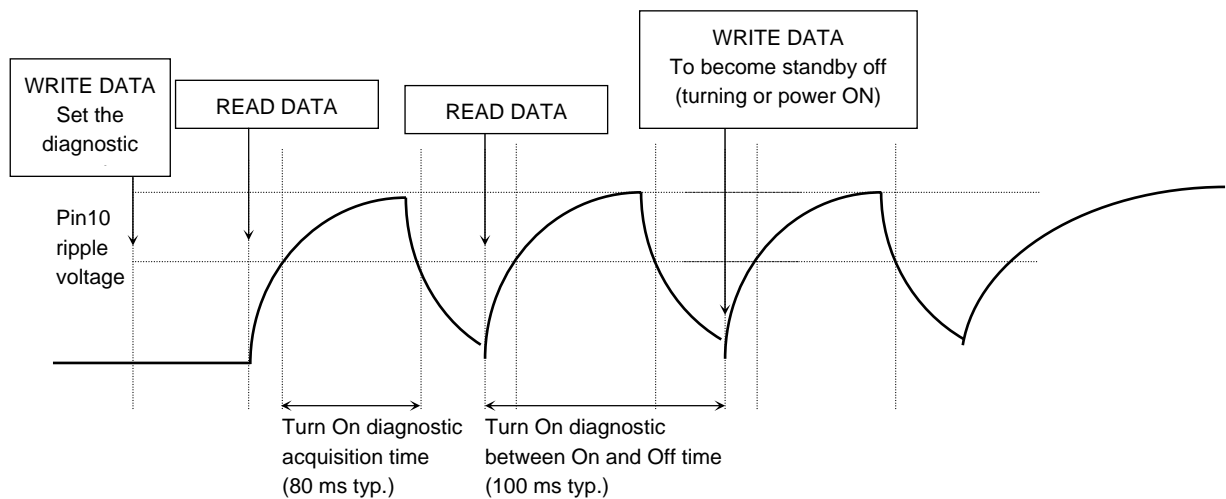 WRITE DATA
Set the
diagnostic
READ DATA
READ DATA
WRITE DATA
To become standby off
(turning or power ON)
Pin10
ripple
voltage
Turn On diagnostic
acquisition time
(80 ms typ.)
Turn On diagnostic
between On and Off time
(100 ms typ.)